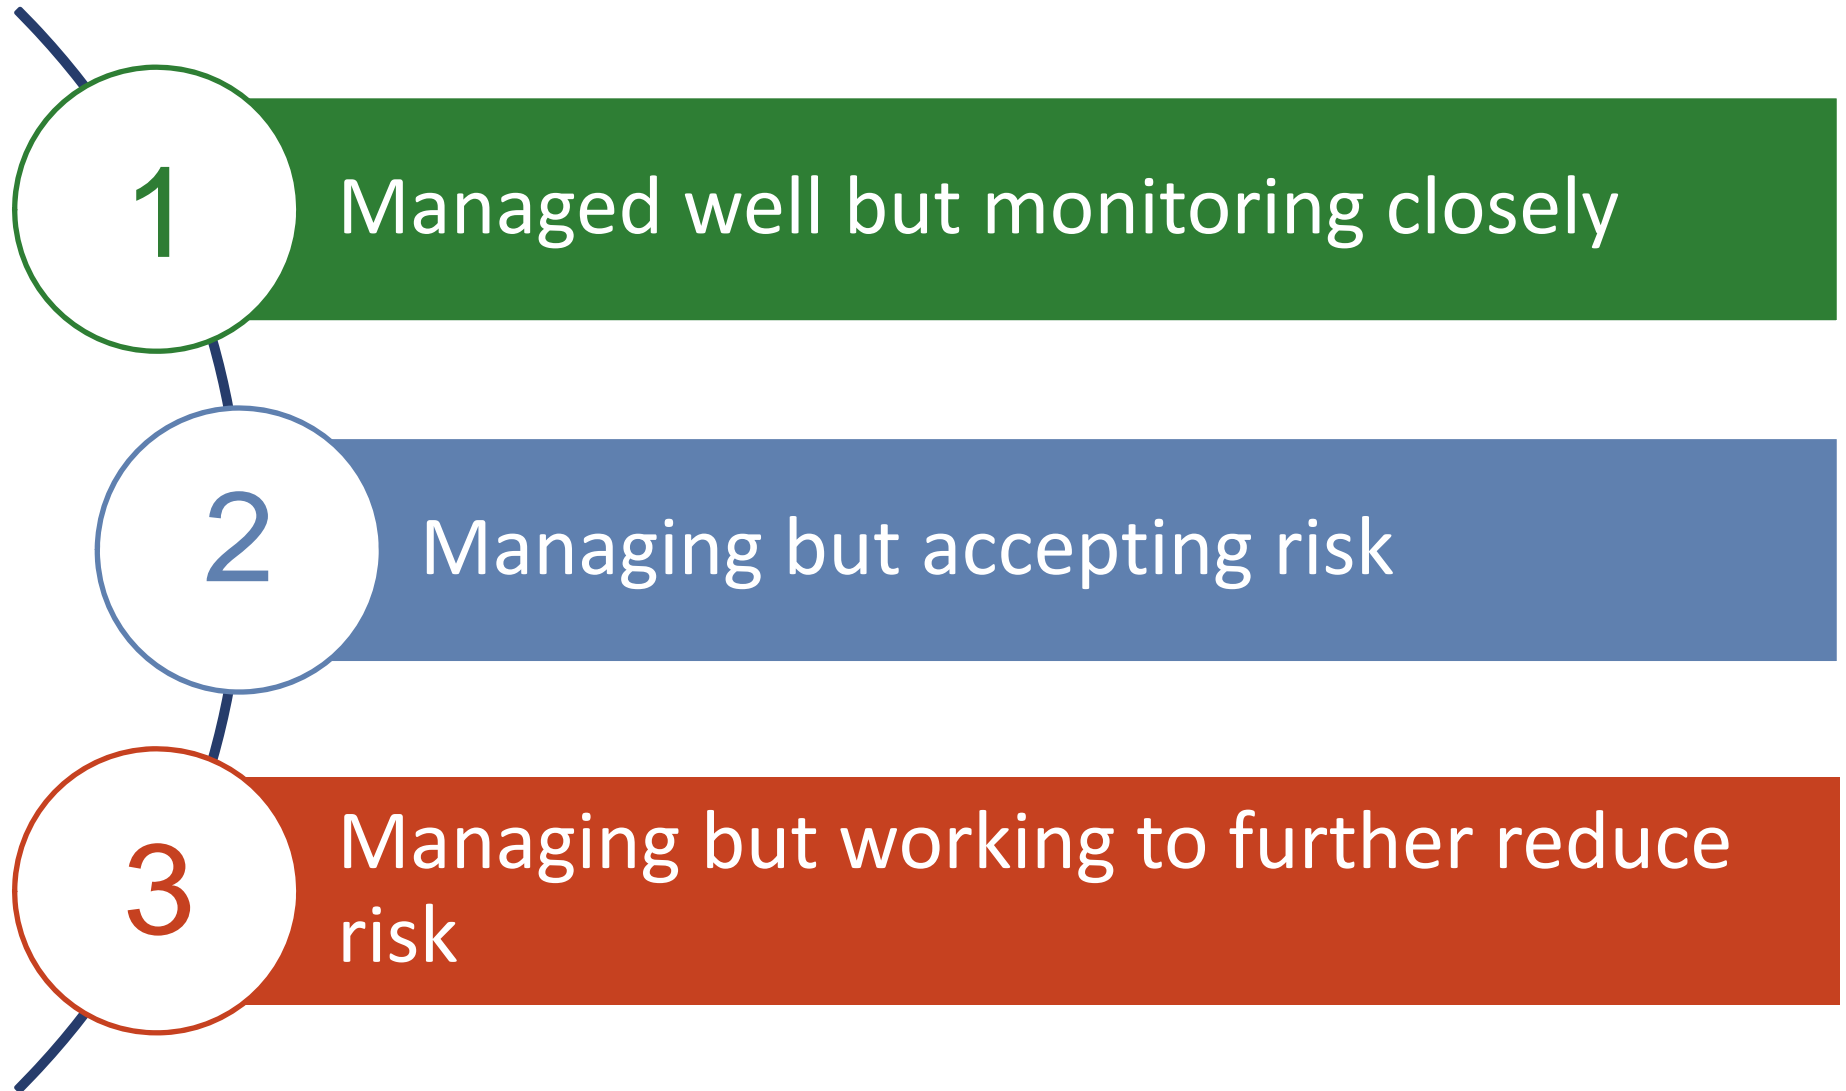 1
Managed well but monitoring closely
2
Managing but accepting risk
3
Managing but working to further reduce
risk